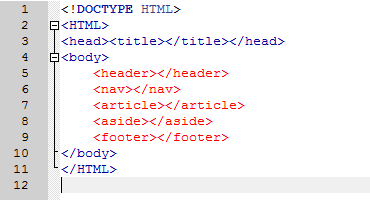 1 <!DOCTYPE HTML>
2 <HTML>
3 <head><title></title></head>
4 <body>
5 <header></header>
6 <nav></nav>
7 <article></article>
8 <aside></aside>
9 <footer></footer>
10 </body>
11 </HTML>
12